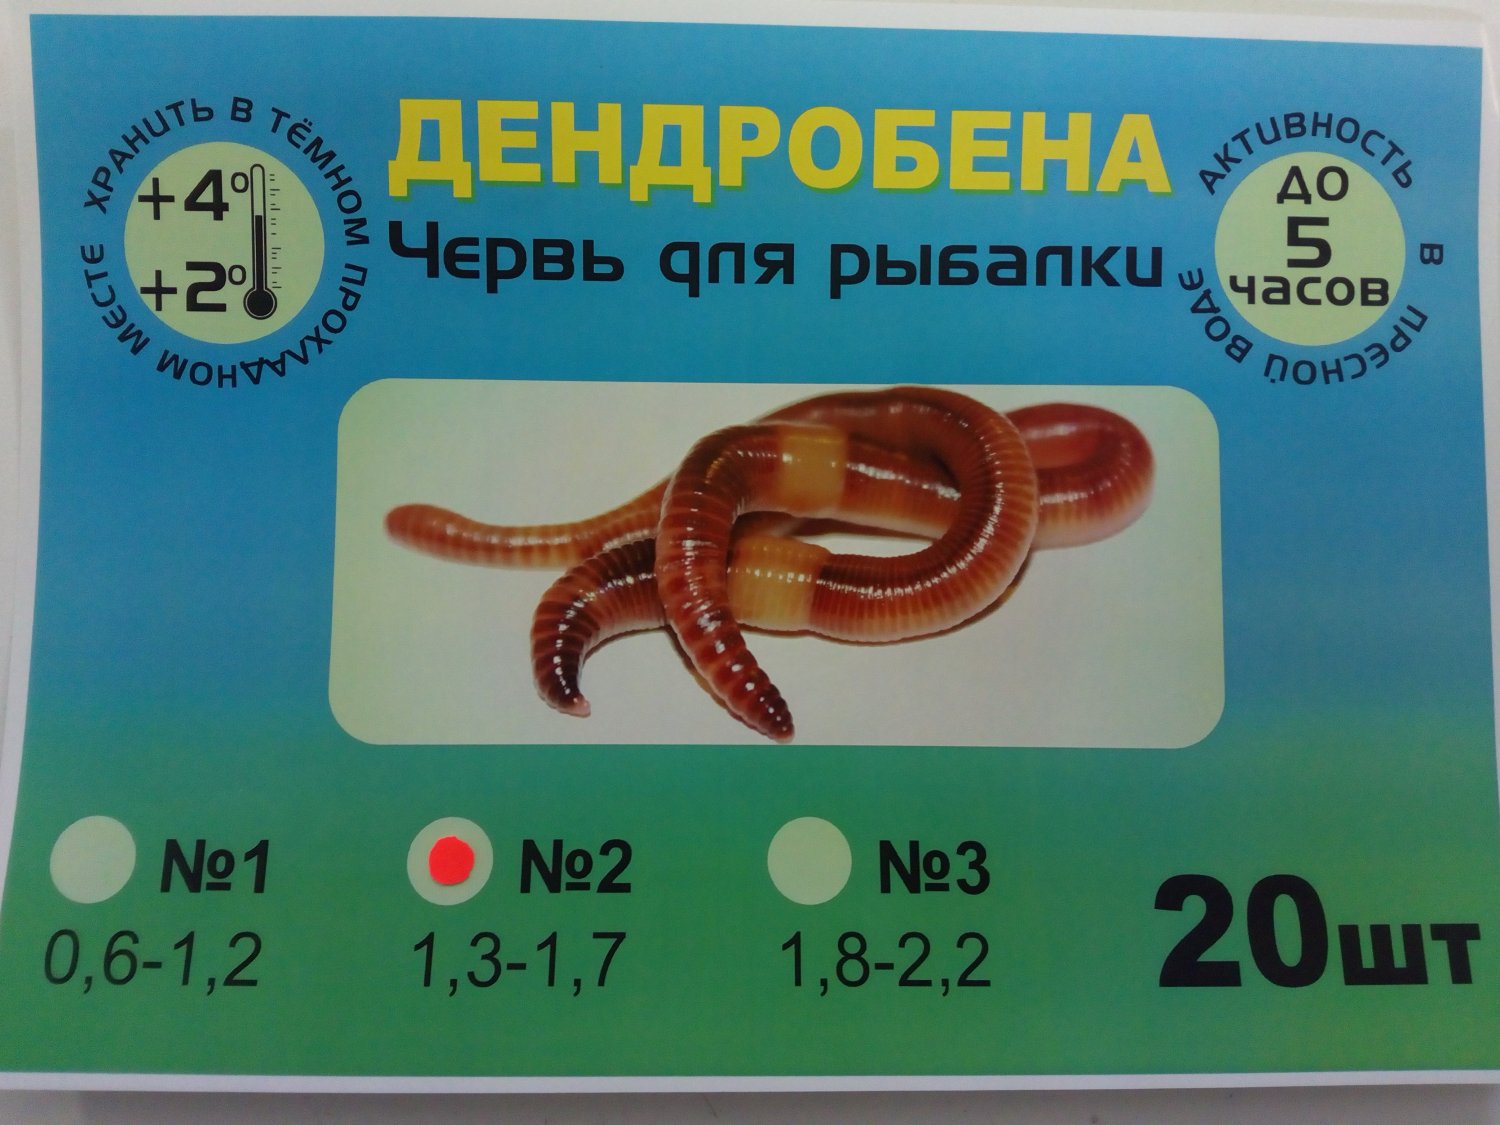 ХРАНИТЬ В ТЁМНОМ ПРОХЛАДНОМ МЕСТЕ
+4°
+2°
ДЕНДРОБЕНА
Червь для рыбалки
АКТИВНОСТЬ В ПРЕСНОЙ ВОДЕ
ДО
5
часов
№1
№2
№3
0,6-1,2
1,3-1,7
1,8-2,2
20шт